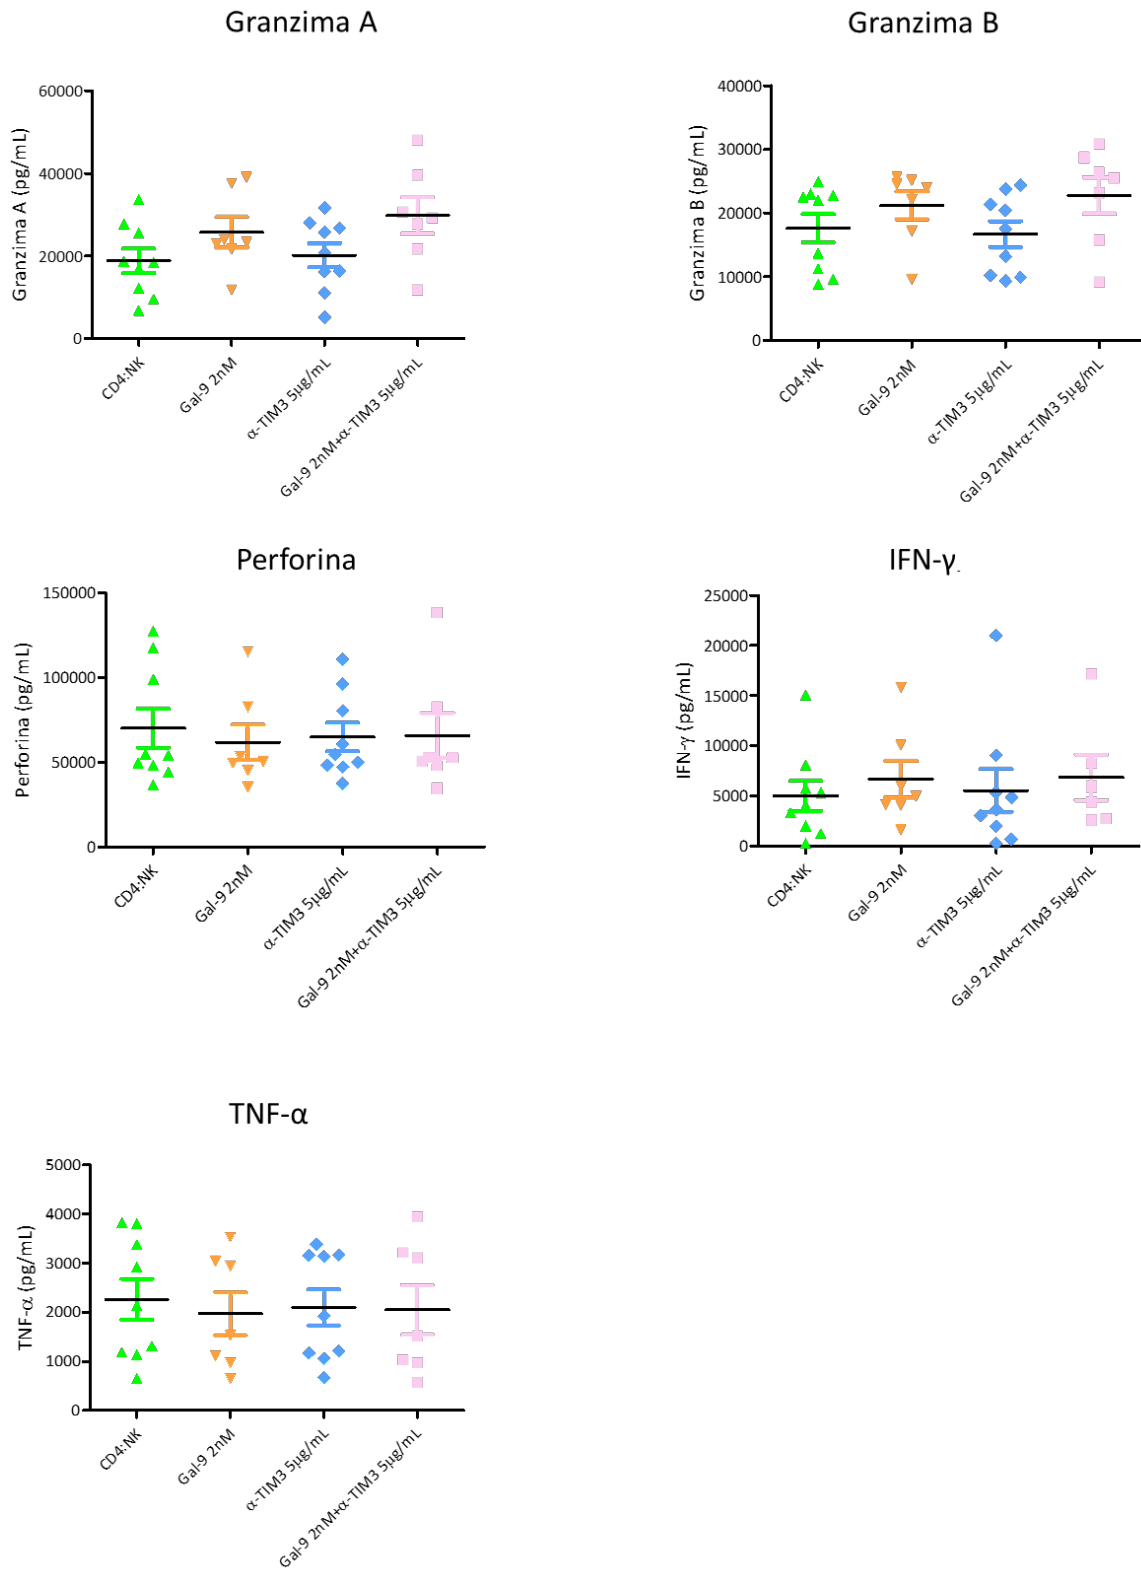 Granzima A
Granzima B
Granzima A (pg/mL)
60000
40000
20000
0
CD4:NK
Gal-9 2nM
α-TIM3 5µg/mL
Gal-9 2nM+α-TIM3 5µg/mL
Granzima B (pg/mL)
40000
30000
20000
10000
0
CD4:NK
Gal-9 2nM
α-TIM3 5µg/mL
Gal-9 2nM+α-TIM3 5µg/mL
Perforina
IFN-γ
Perforina (pg/mL)
150000
100000
50000
0
CD4:NK
Gal-9 2nM
α-TIM3 5µg/mL
Gal-9 2nM+α-TIM3 5µg/mL
IFN-γ (pg/mL)
25000
20000
15000
10000
5000
0
CD4:NK
Gal-9 2nM
α-TIM3 5µg/mL
Gal-9 2nM+α-TIM3 5µg/mL
TNF-α
TNF-α (pg/mL)
5000
4000
3000
2000
1000
0
CD4:NK
Gal-9 2nM
α-TIM3 5µg/mL
Gal-9 2nM+α-TIM3 5µg/mL